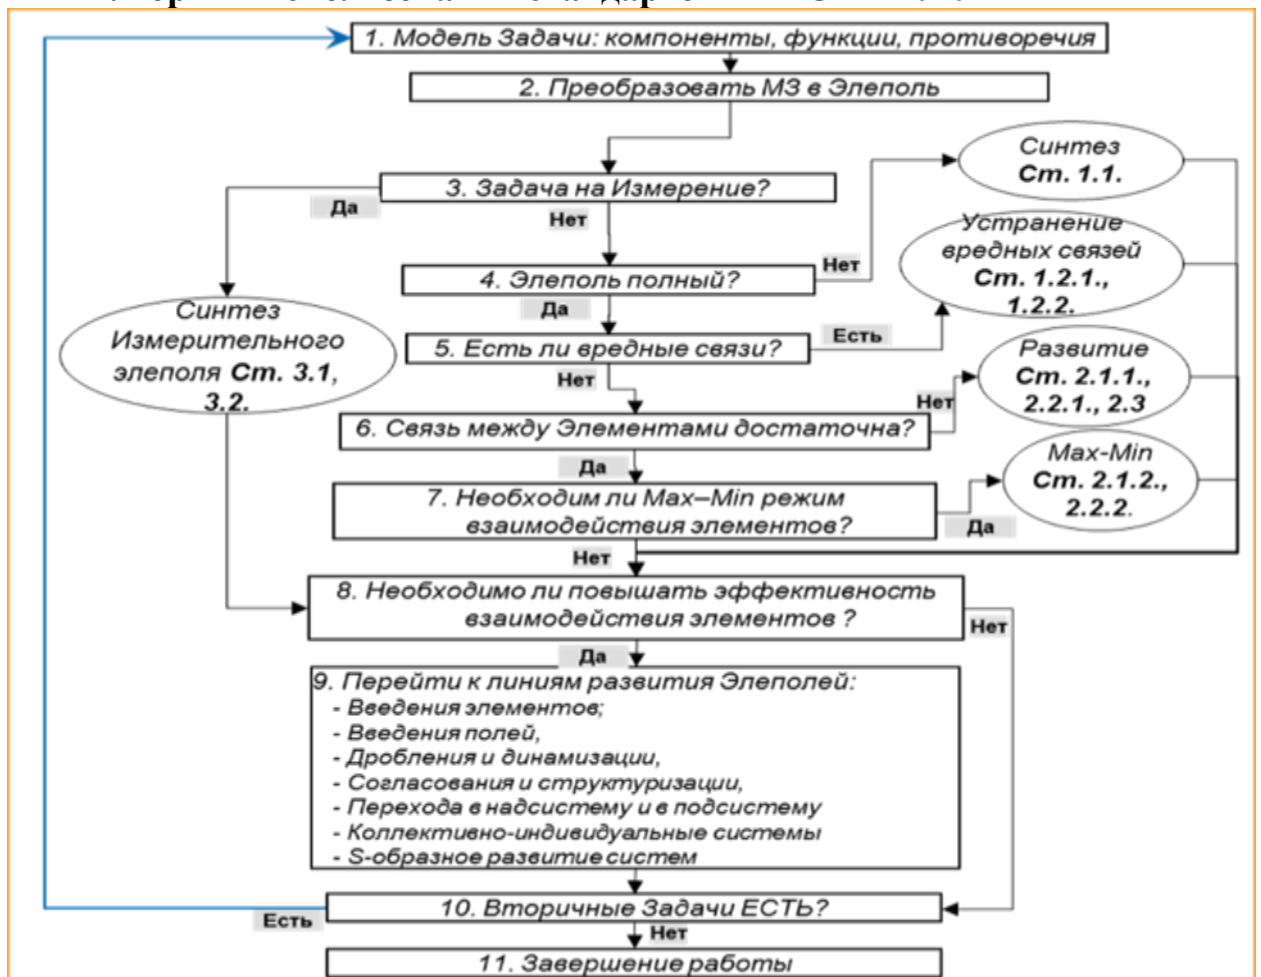 1. Модель Задачи: компоненты, функции, противоречия
2. Преобразовать МЗ в Элеполь
Синтез
Ст. 1.1.
3. Задача на Измерение?
Да
Нет
Устранение
вредных связей
Ст. 1.2.1.,
1.2.2.
4. Элеполь полный?
Нет
Да
Синтез
Измерительного
элеполя Ст. 3.1,
3.2.
5. Есть ли вредные связи?
Есть
Нет
Развитие
Ст. 2.1.1.,
2.2.1., 2.3
6. Связь между Элементами достаточна?
Нет
Да
Max-Min
Ст. 2.1.2.,
2.2.2.
7. Необходим ли Max–Min режим
взаимодействия элементов?
Да
Нет
8. Необходимо ли повышать эффективность
взаимодействия элементов ?
Нет
Да
9. Перейти к линиям развития Элеполей:
- Введения элементов;
- Введения полей,
- Дробления и динамизации,
- Согласования и структуризации,
- Перехода в надсистему и в подсистему
- Коллективно-индивидуальные системы
- S-образное развитие систем
10. Вторичные Задачи ЕСТЬ?
Есть
Нет
11. Завершение работы